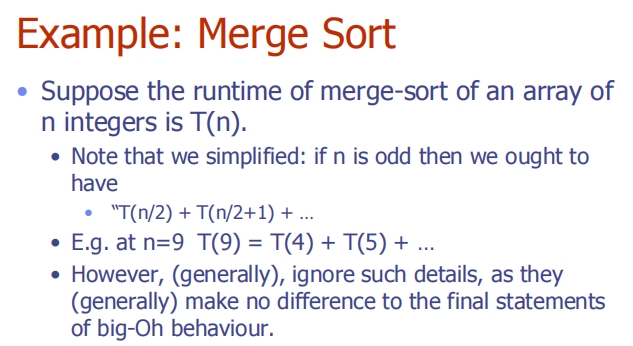 Example: Merge Sort
• Suppose the runtime of merge-sort of an array of
n integers is T(n).
• Note that we simplified: if n is odd then we ought to
have
• "T(n/2) + T(n/2+1) + …
• E.g. at n=9 T(9) = T(4) + T(5) + …
• However, (generally), ignore such details, as they
(generally) make no difference to the final statements
of big-Oh behaviour.